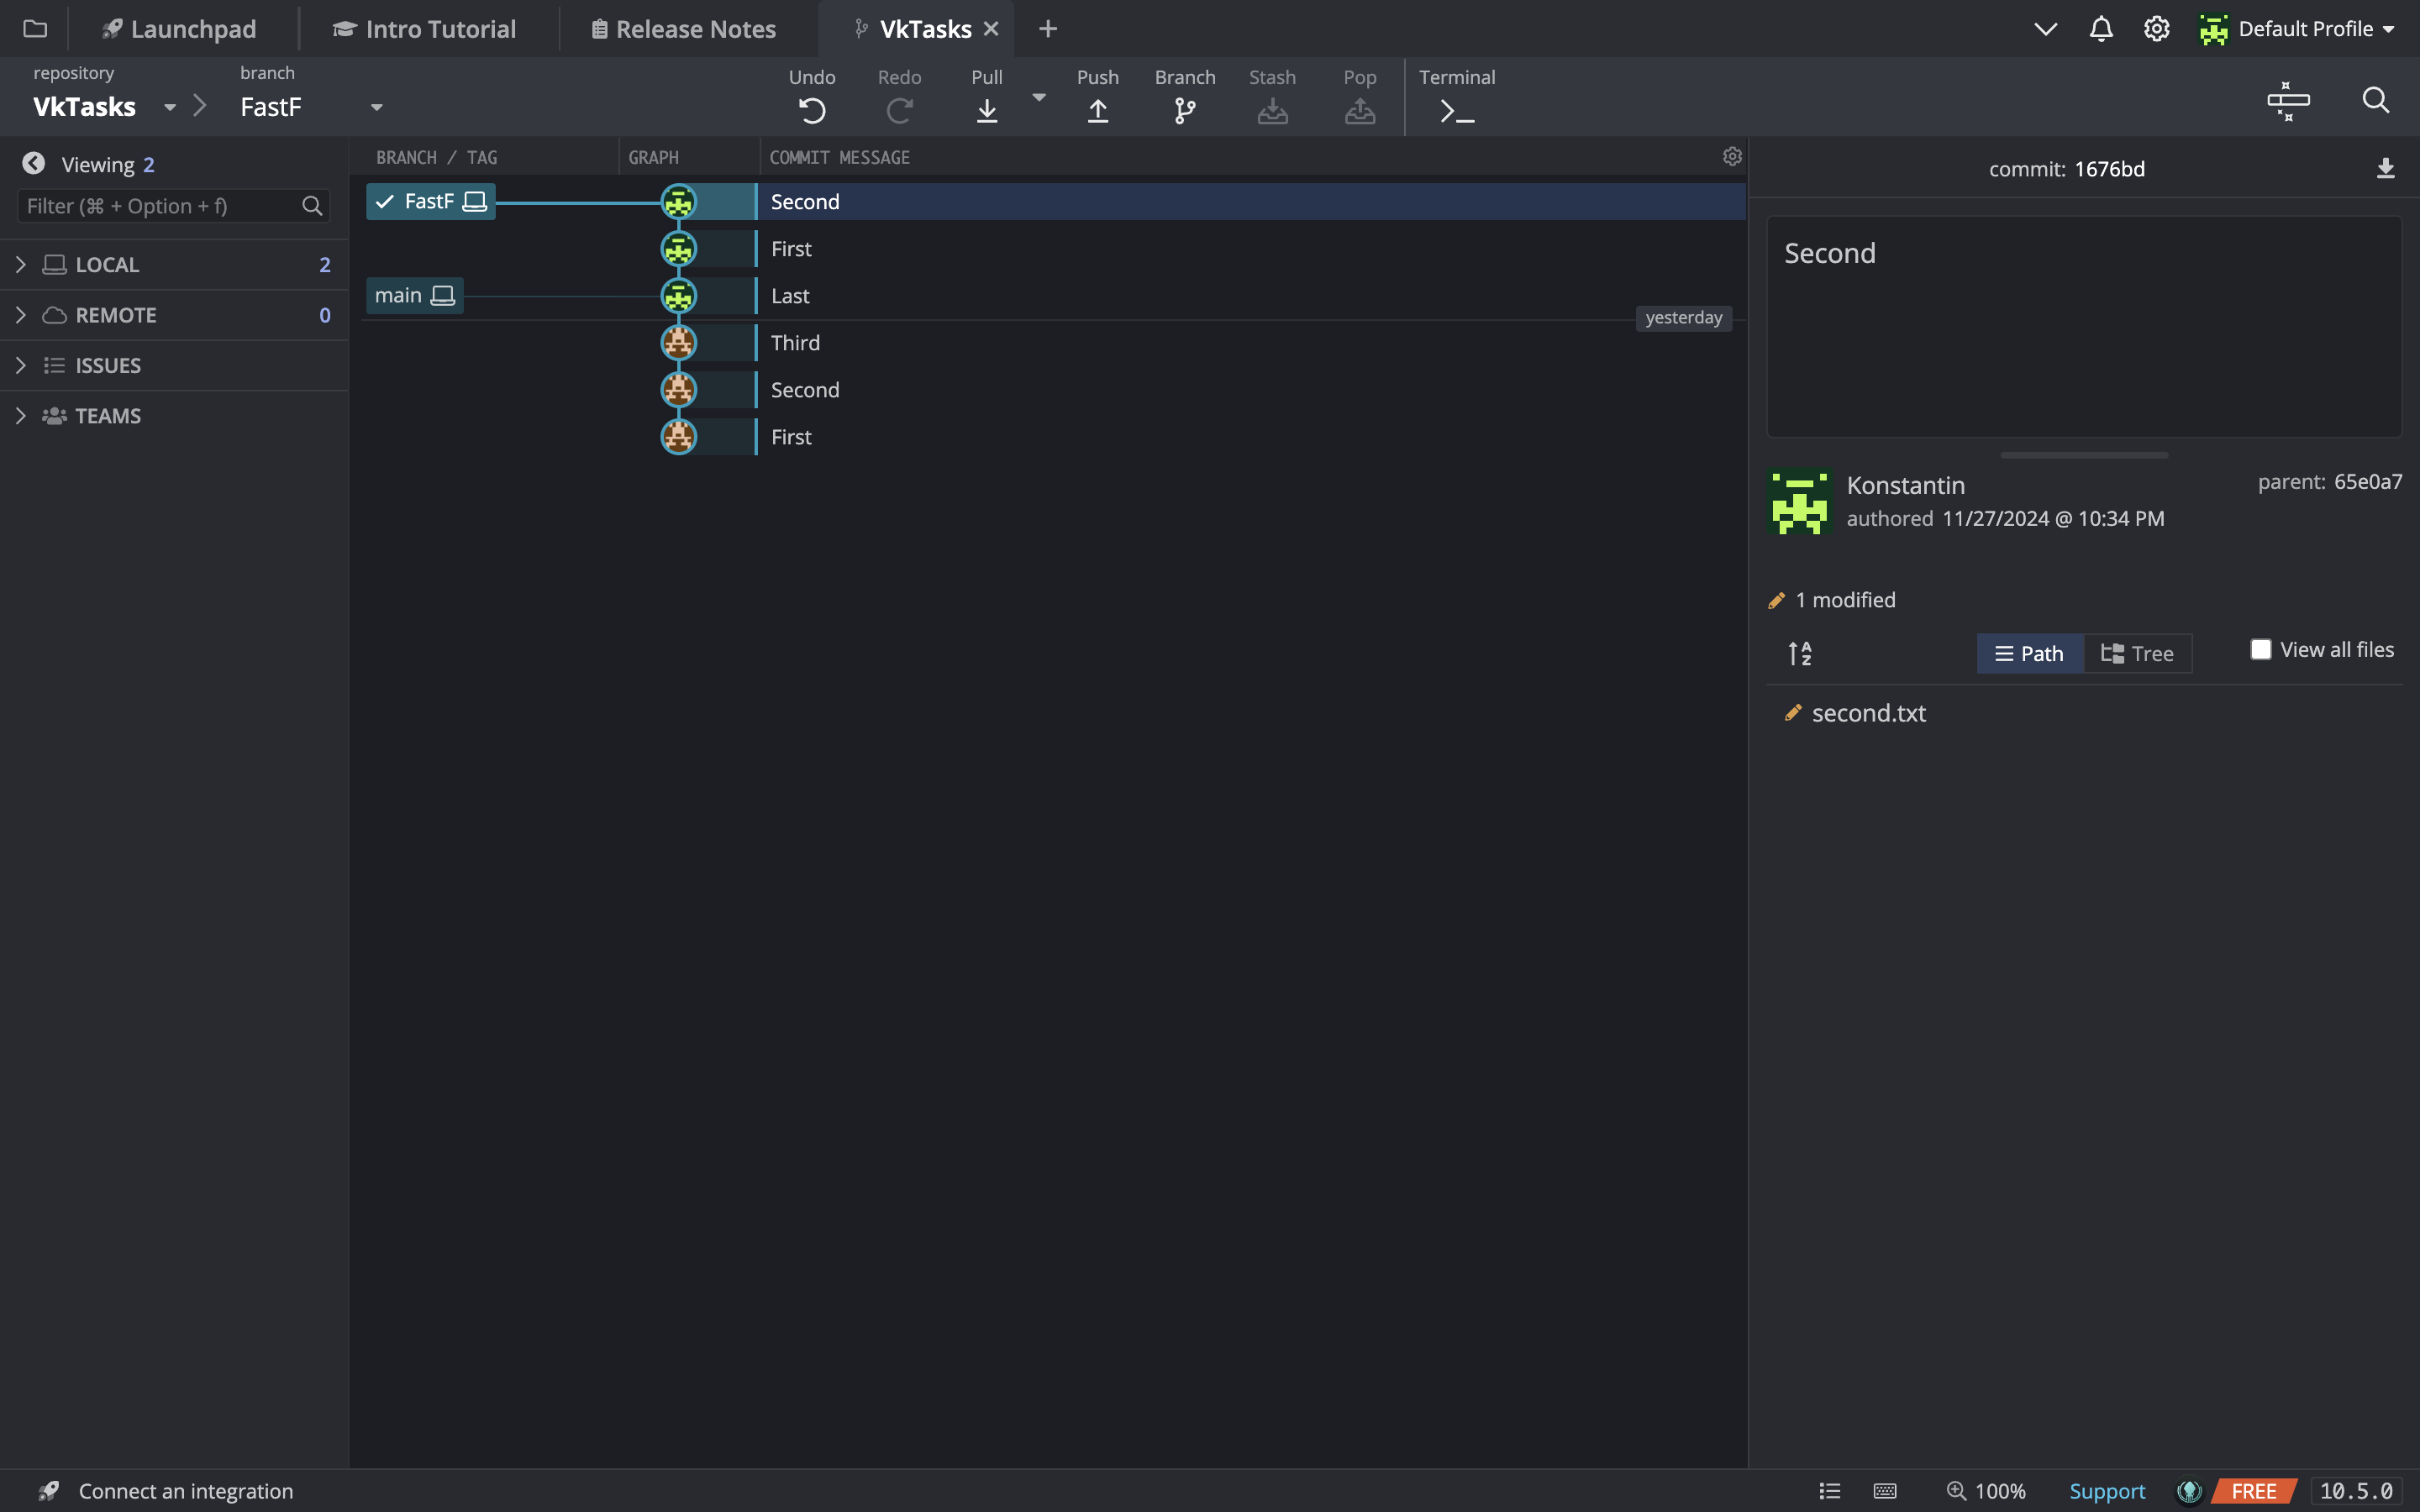 Launchpad
Intro Tutorial
Release Notes
VkTasks
Default Profile
repository
VkTasks
branch
FastF
Undo
Redo
Pull
Push
Branch
Stash
Pop
Terminal
Viewing 2
Filter (⌘ + Option + f)
LOCAL 2
REMOTE 0
ISSUES
TEAMS
BRANCH / TAG
GRAPH
COMMIT MESSAGE
FastF
Second
First
main
Last
yesterday
Third
Second
First
commit: 1676bd
Second
Konstantin
authored 11/27/2024 @ 10:34 PM
parent: 65e0a7
1 modified
A
Z
Path
Tree
View all files
second.txt
Connect an integration
100%
Support
FREE
10.5.0